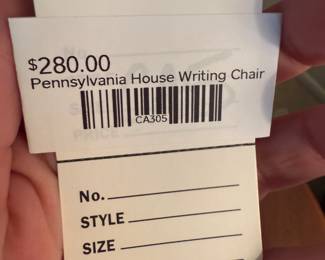 $280.00
Pennsylvania House Writing Chair
CA305
No.
STYLE
SIZE